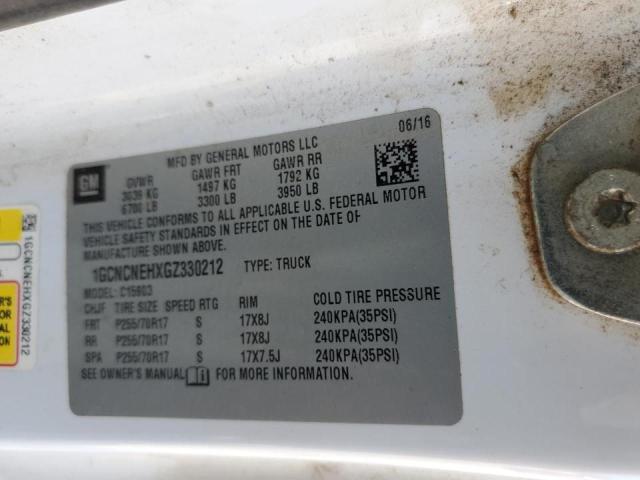 06/16
MFD BY GENERAL MOTORS LLC
GM
GVWR GAWR FRT GAWR RR
3039 KG 1497 KG 1792 KG
6700 LB 3300 LB 3950 LB
THIS VEHICLE CONFORMS TO ALL APPLICABLE U.S. FEDERAL MOTOR
VEHICLE SAFETY STANDARDS IN EFFECT ON THE DATE OF
MANUFACTURE SHOWN ABOVE.
1GCNCNEHXGZ330212 TYPE: TRUCK
MODEL: C15603
TIRE SIZE SPEED RTG RIM COLD TIRE PRESSURE
FRT P255/70R17 S 17X8J 240KPA(35PSI)
RR P255/70R17 S 17X8J 240KPA(35PSI)
SPA P255/70R17 S 17X7.5J 240KPA(35PSI)
SEE OWNER'S MANUAL FOR MORE INFORMATION.
1GCNCNEHXGZ330212